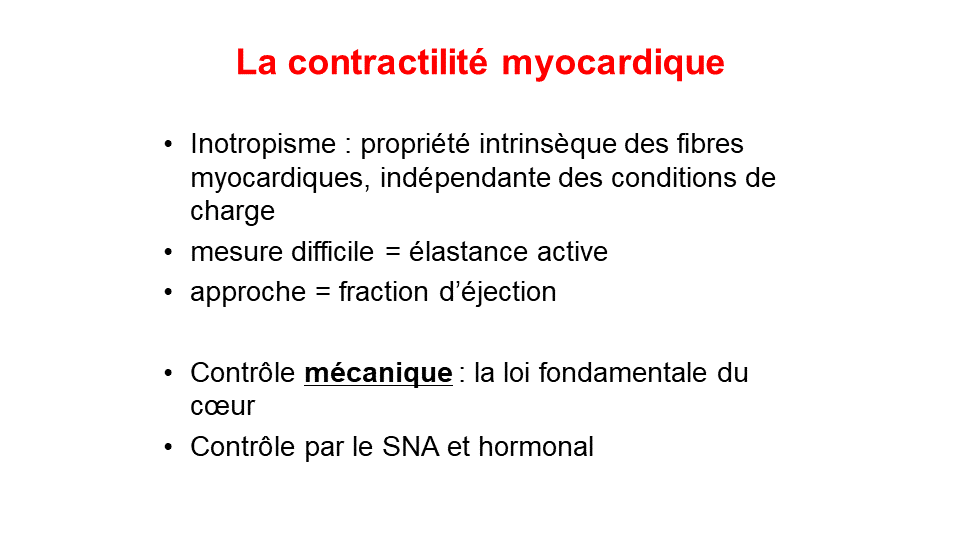 La contractilité myocardique
• Inotropisme : propriété intrinsèque des fibres
myocardiques, indépendante des conditions de
charge
• mesure difficile = élastance active
• approche = fraction d’éjection
• Contrôle mécanique : la loi fondamentale du
cœur
• Contrôle par le SNA et hormonal